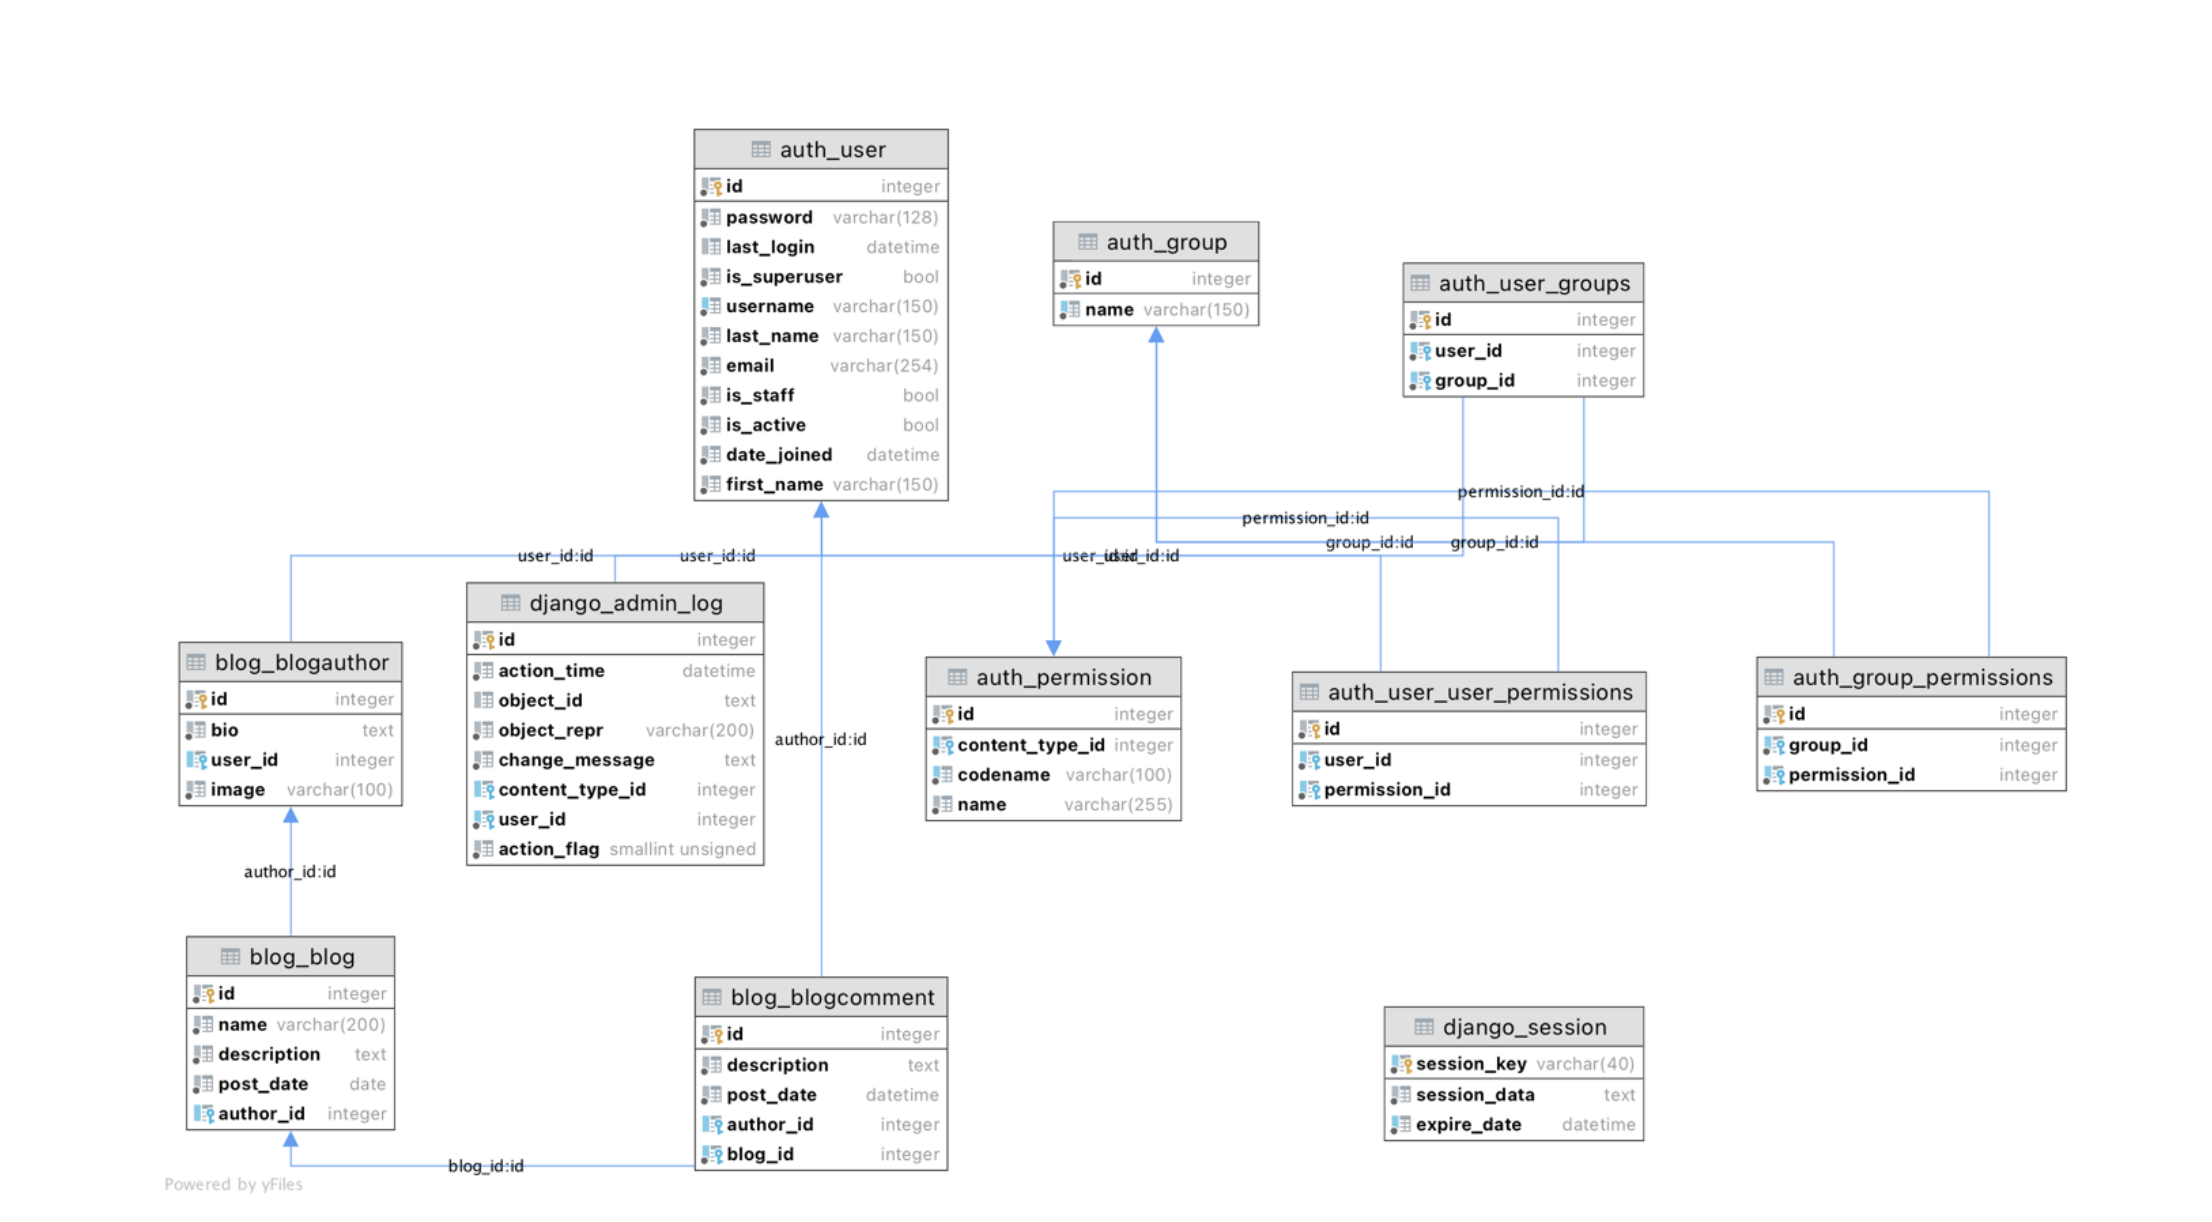 auth_user
id integer
password varchar(128)
last_login datetime
is_superuser bool
username varchar(150)
last_name varchar(150)
email varchar(254)
is_staff bool
is_active bool
date_joined datetime
first_name varchar(150)
auth_group
id integer
name varchar(150)
auth_user_groups
id integer
user_id integer
group_id integer
permission_id:id
permission_id:id
group_id:id
group_id:id
user_id:id
user_id:id
user_id:id
user_id:id
django_admin_log
id integer
action_time datetime
object_id text
object_repr varchar(200)
change_message text
content_type_id integer
user_id integer
action_flag smallint unsigned
blog_blogauthor
id integer
bio text
user_id integer
image varchar(100)
author_id:id
auth_permission
id integer
content_type_id integer
codename varchar(100)
name varchar(255)
auth_user_user_permissions
id integer
user_id integer
permission_id integer
auth_group_permissions
id integer
group_id integer
permission_id integer
author_id:id
blog_blog
id integer
name varchar(200)
description text
post_date date
author_id integer
blog_blogcomment
id integer
description text
post_date datetime
author_id integer
blog_id integer
django_session
session_key varchar(40)
session_data text
expire_date datetime
blog_id:id
Powered by yFiles